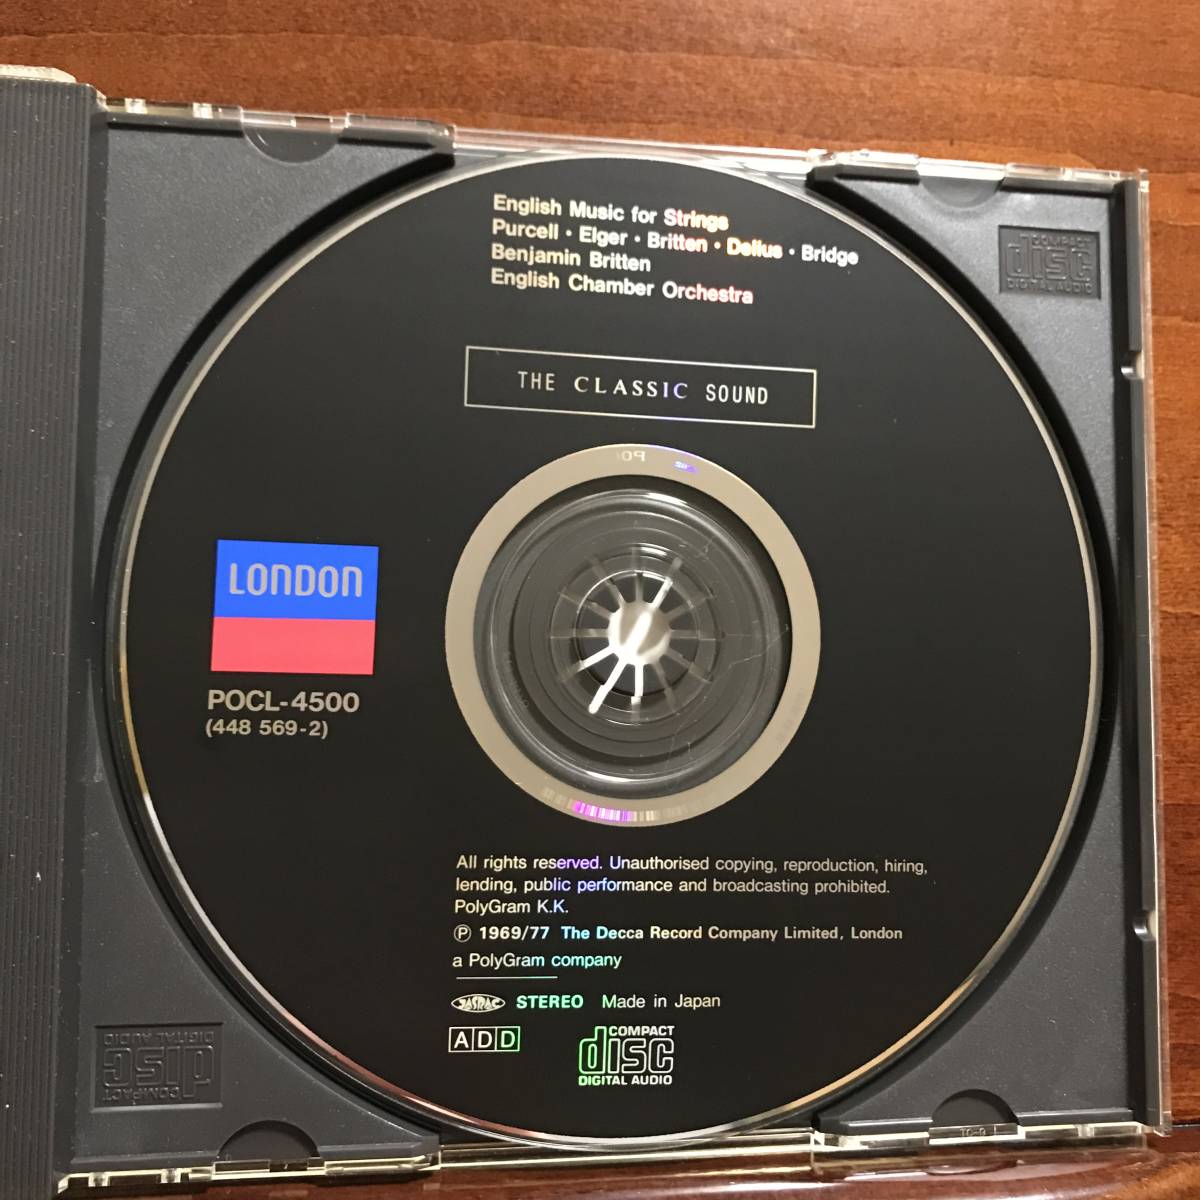 English Music for Strings
Purcell · Elger · Britten · Delius · Bridge
Benjamin Britten
English Chamber Orchestra
THE CLASSIC SOUND
LONDON
POCL-4500
(448 569-2)
All rights reserved. Unauthorised copying, reproduction, hiring,
lending, public performance and broadcasting prohibited.
PolyGram K.K.
Ⓟ 1969/77 The Decca Record Company Limited, London
a PolyGram company
JASRAC STEREO Made in Japan
ADD
COMPACT
disc
DIGITAL AUDIO
COMPACT
disc
DIGITAL AUDIO
COMPACT
disc
DIGITAL AUDIO